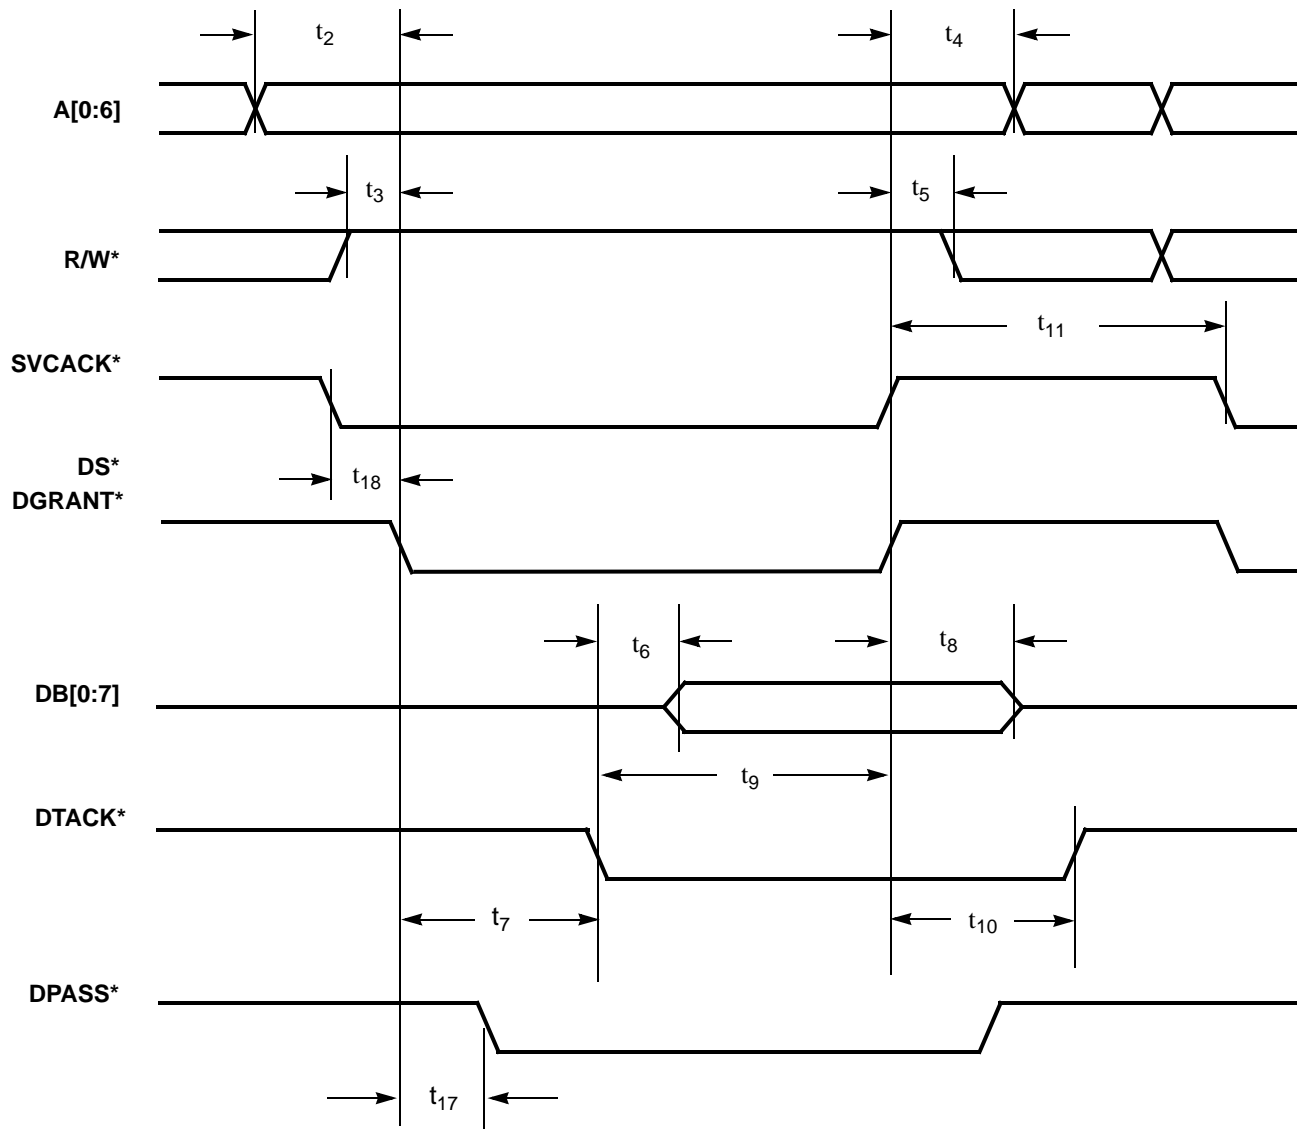 t2
t4
A[0:6]
t3
t5
R/W*
t11
SVCACK*
DS*
t18
DGRANT*
t6
t8
DB[0:7]
t9
DTACK*
t7
t10
DPASS*
t17